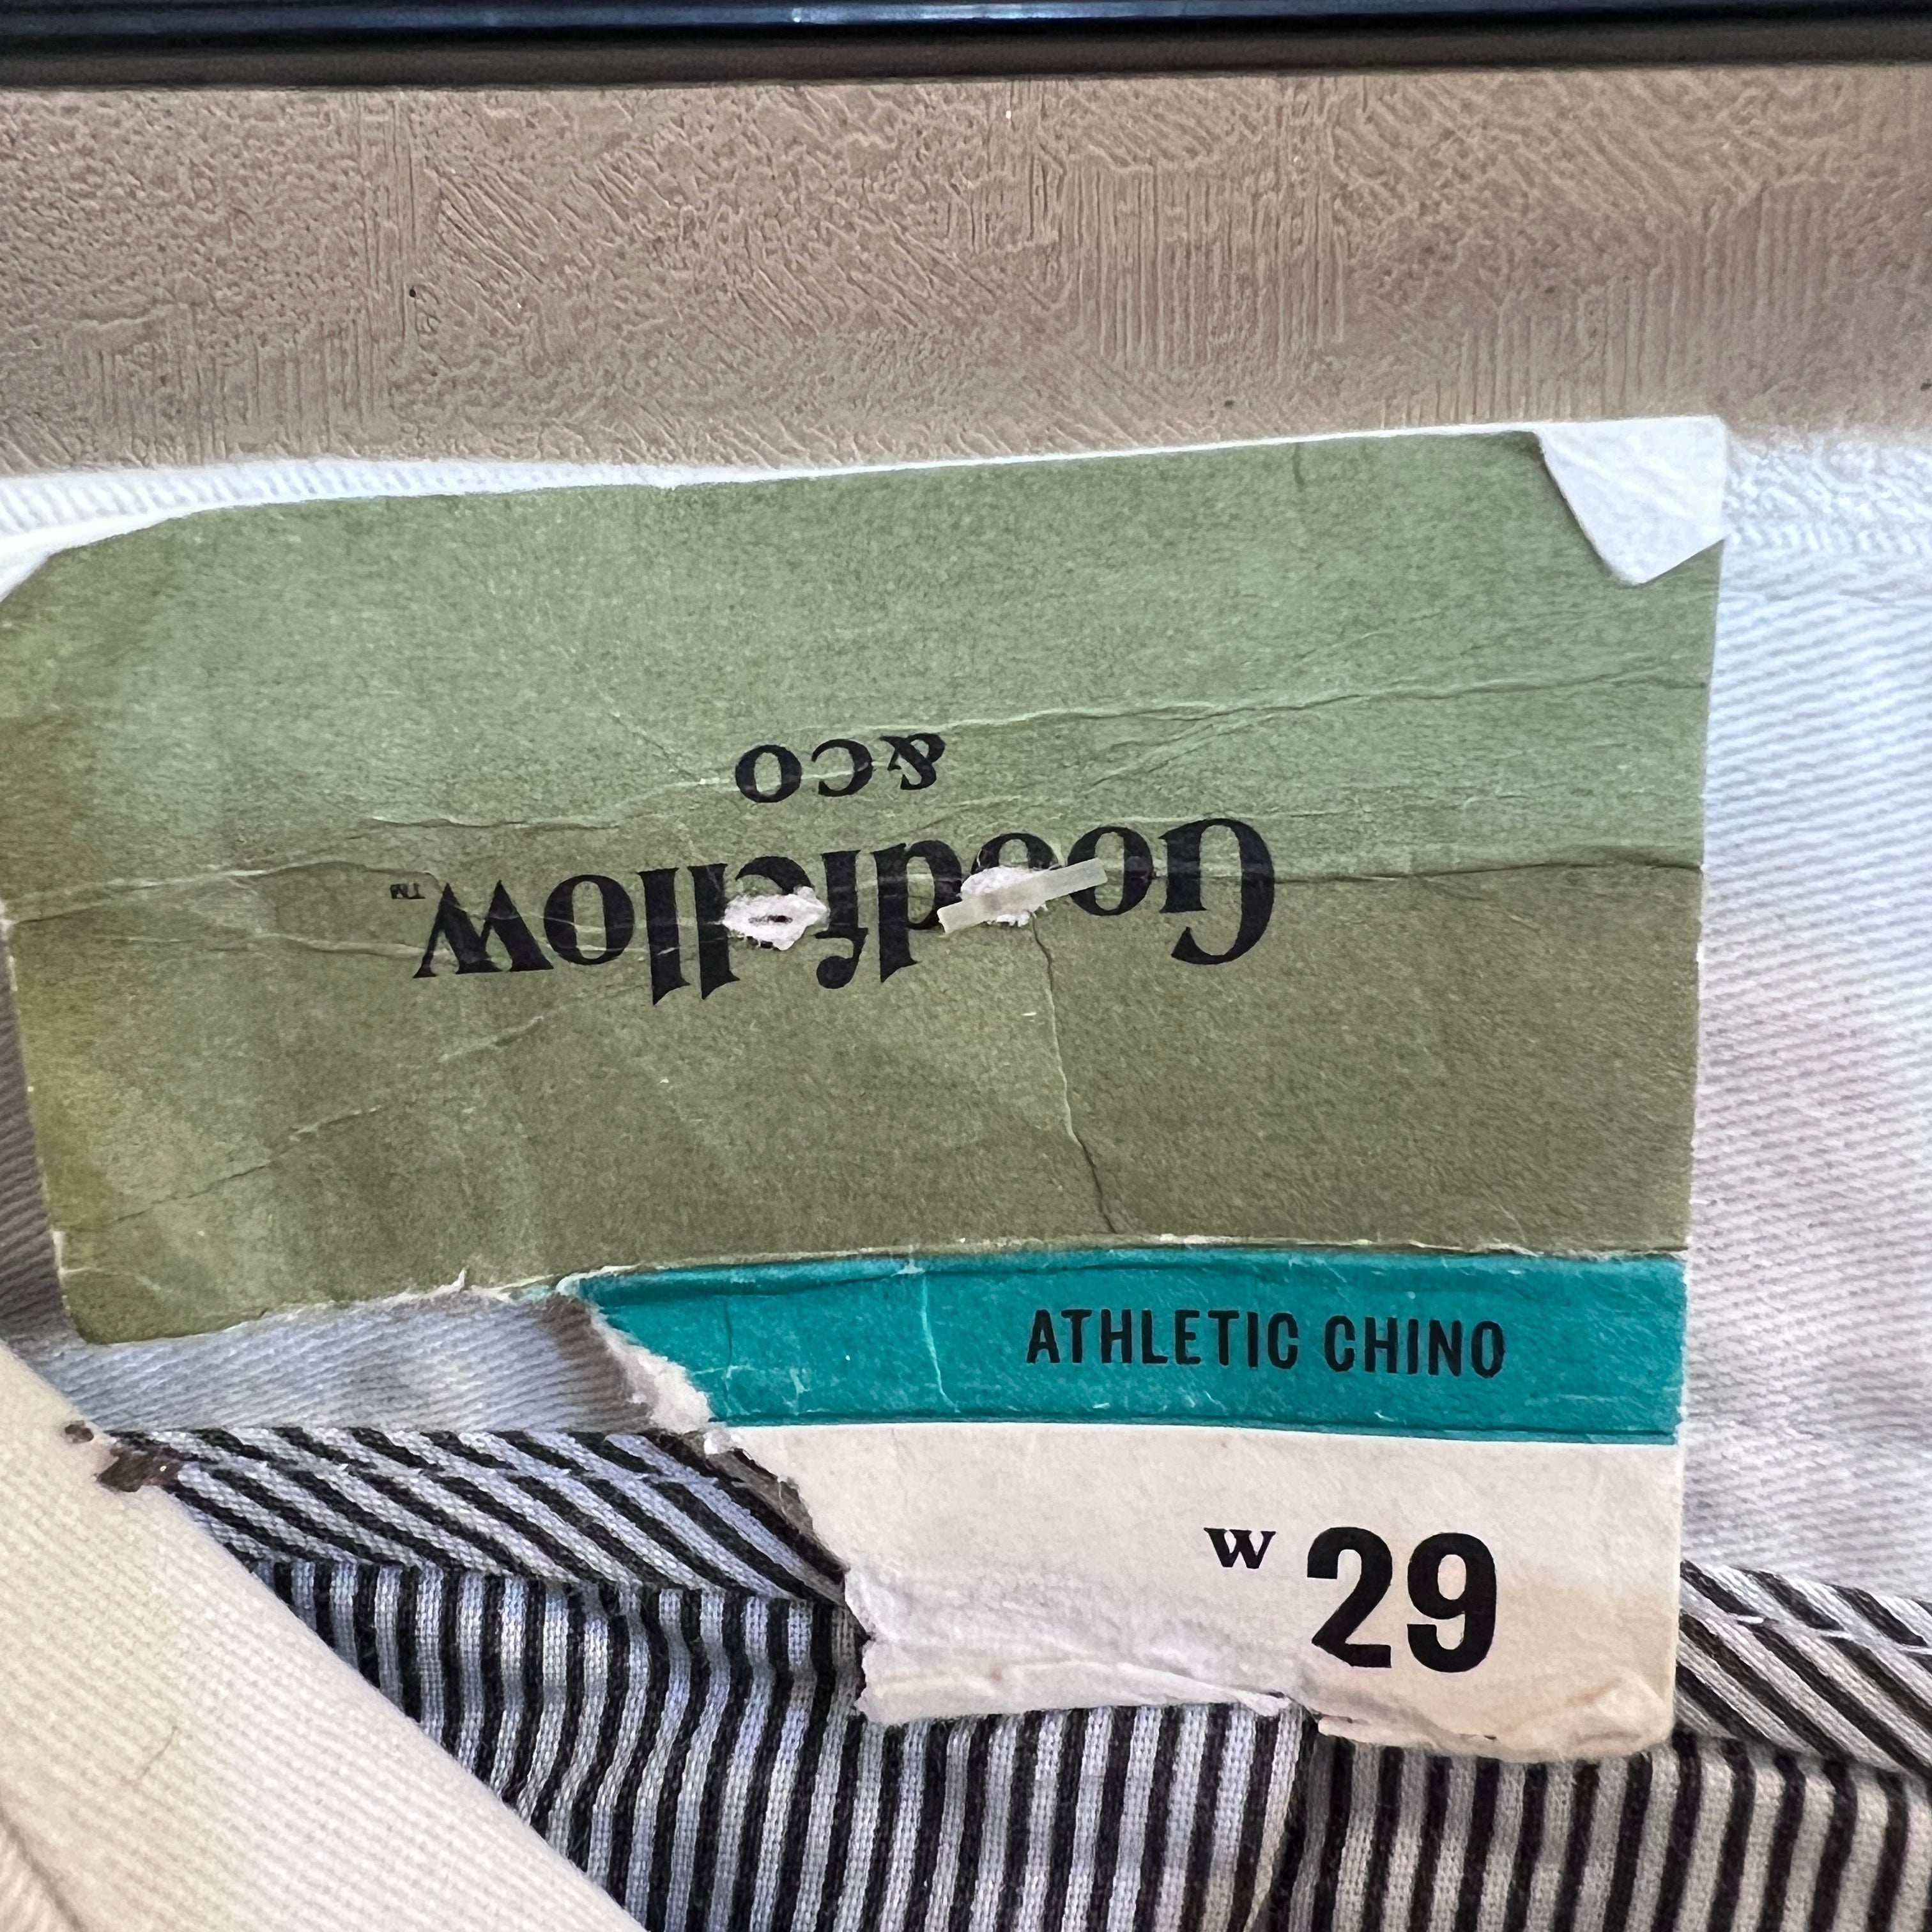 Goodfellow™
&CO
ATHLETIC CHINO
W 29